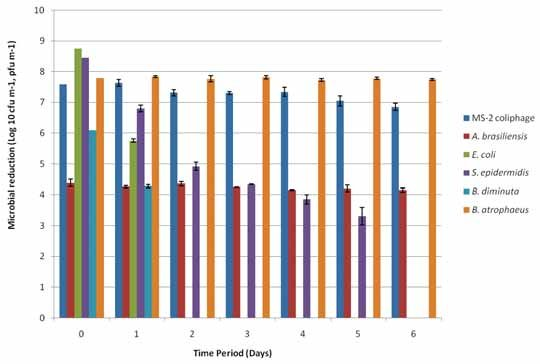 Microbial reduction (Log 10 cfu m-1, pfu m-1)
10
9
8
7
6
5
4
3
2
1
0
0 1 2 3 4 5 6
Time Period (Days)
MS-2 coliphage
A. brasiliensis
E. coli
S. epidermidis
B. diminuta
B. atrophaeus